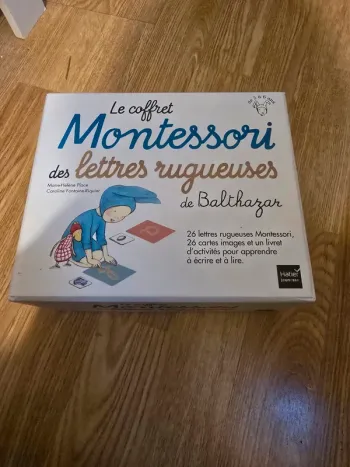 Le coffret
Montessori
des lettres rugueuses
Marie-Hélène Place
Caroline Fontaine-Riquier
de Balthazar
26 lettres rugueuses Montessori,
26 cartes images et un livret
d'activités pour apprendre
à écrire et à lire.
Hatier